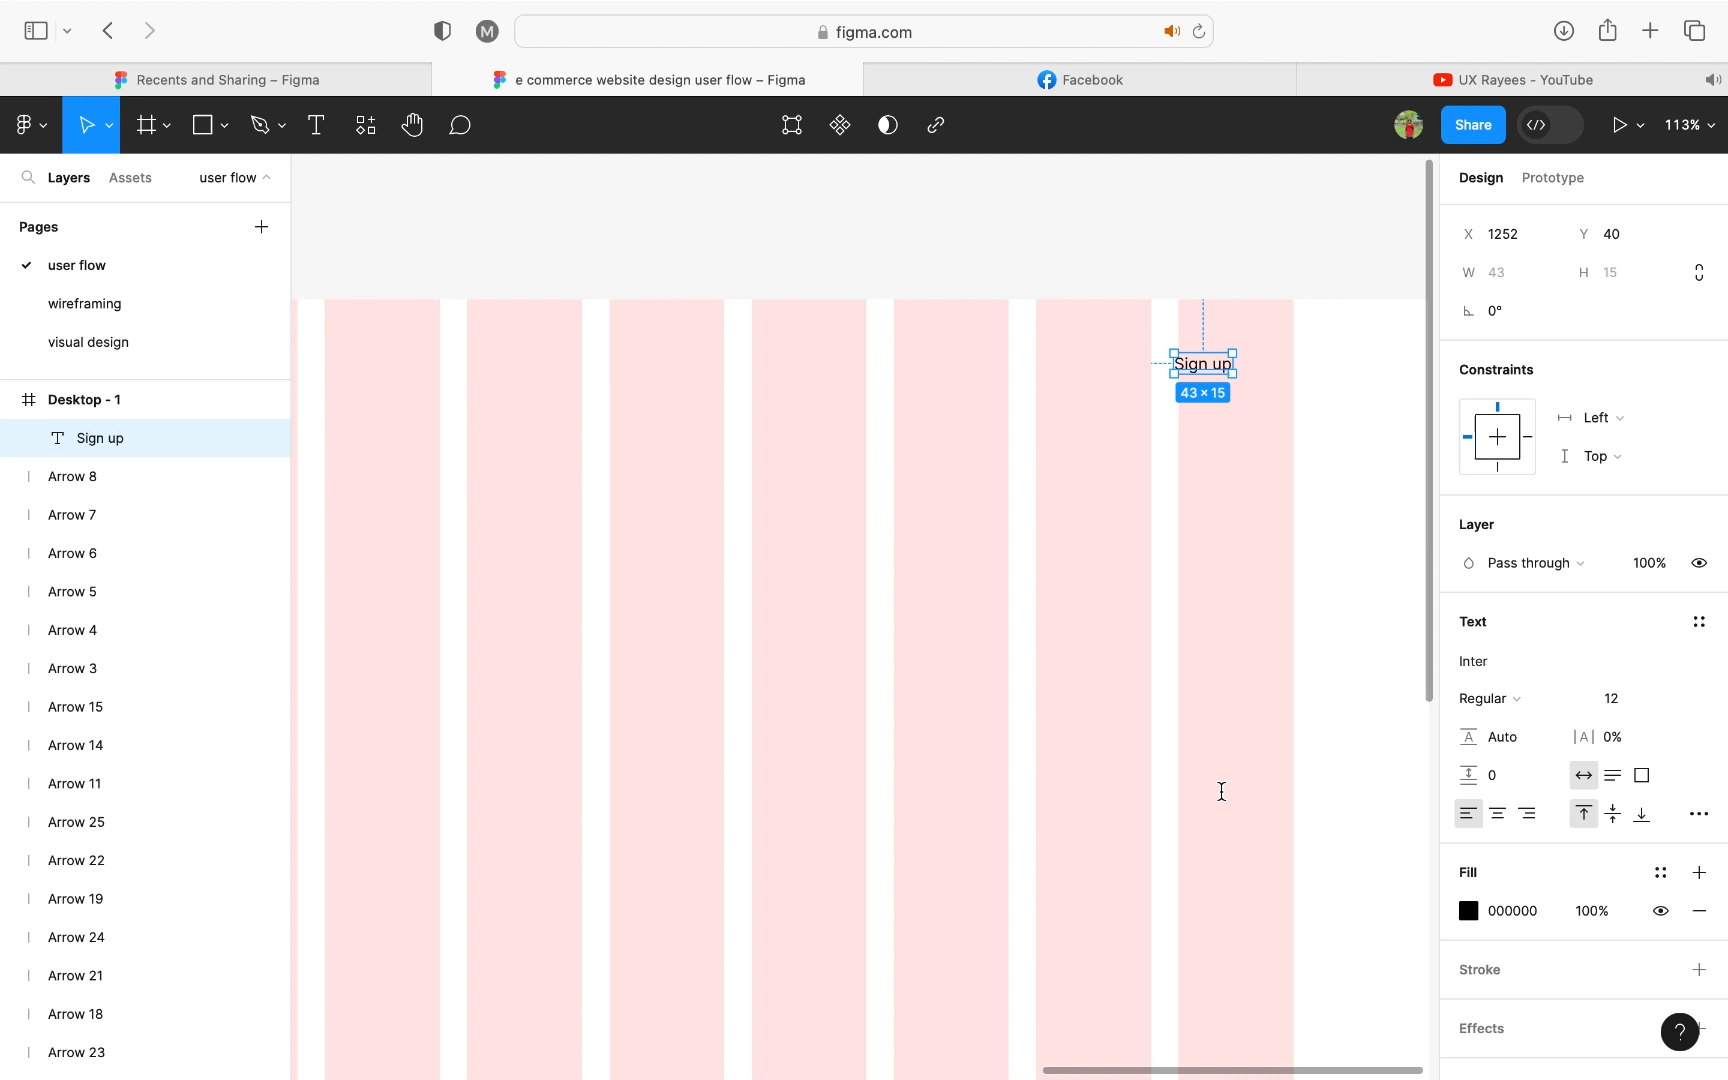 M
figma.com
Recents and Sharing – Figma
e commerce website design user flow – Figma
Facebook
UX Rayees - YouTube
T
Share
113%
Layers
Assets
user flow
Design
Prototype
Pages
user flow
wireframing
visual design
X 1252
Y 40
W 43
H 15
0°
Constraints
Left
Top
Desktop - 1
T Sign up
Arrow 8
Arrow 7
Arrow 6
Arrow 5
Arrow 4
Arrow 3
Arrow 15
Arrow 14
Arrow 11
Arrow 25
Arrow 22
Arrow 19
Arrow 24
Arrow 21
Arrow 18
Arrow 23
Sign up
43 × 15
Layer
Pass through
100%
Text
Inter
Regular
12
A Auto
|A| 0%
0
Fill
000000
100%
Stroke
Effects
?